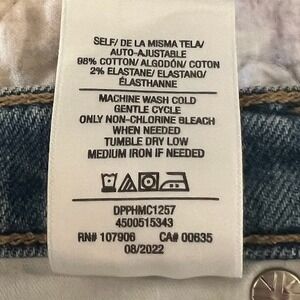 SELF/ DE LA MISMA TELA/
AUTO-AJUSTABLE
98% COTTON/ ALGODÓN/ COTON
2% ELASTANE/ ELASTANO/
ÉLASTHANNE
MACHINE WASH COLD
GENTLE CYCLE
ONLY NON-CHLORINE BLEACH
WHEN NEEDED
TUMBLE DRY LOW
MEDIUM IRON IF NEEDED
DPPHMC1257
4500515343
RN# 107906 CA# 00635
08/2022